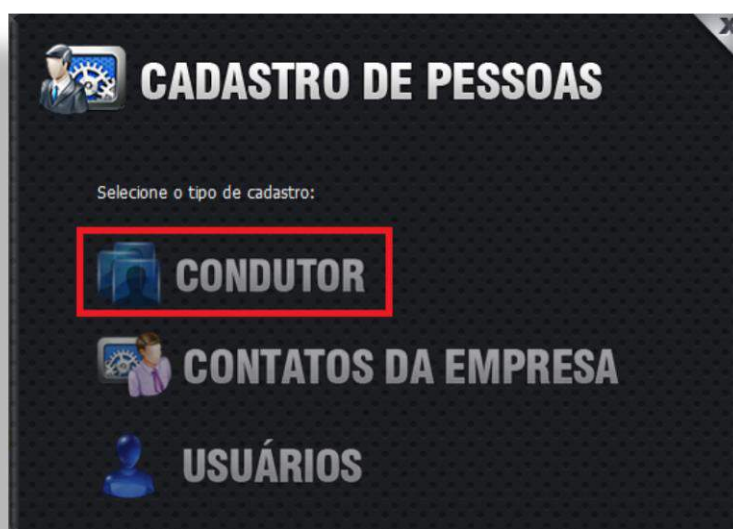 CADASTRO DE PESSOAS
Selecione o tipo de cadastro:
CONDUTOR
CONTATOS DA EMPRESA
USUÁRIOS